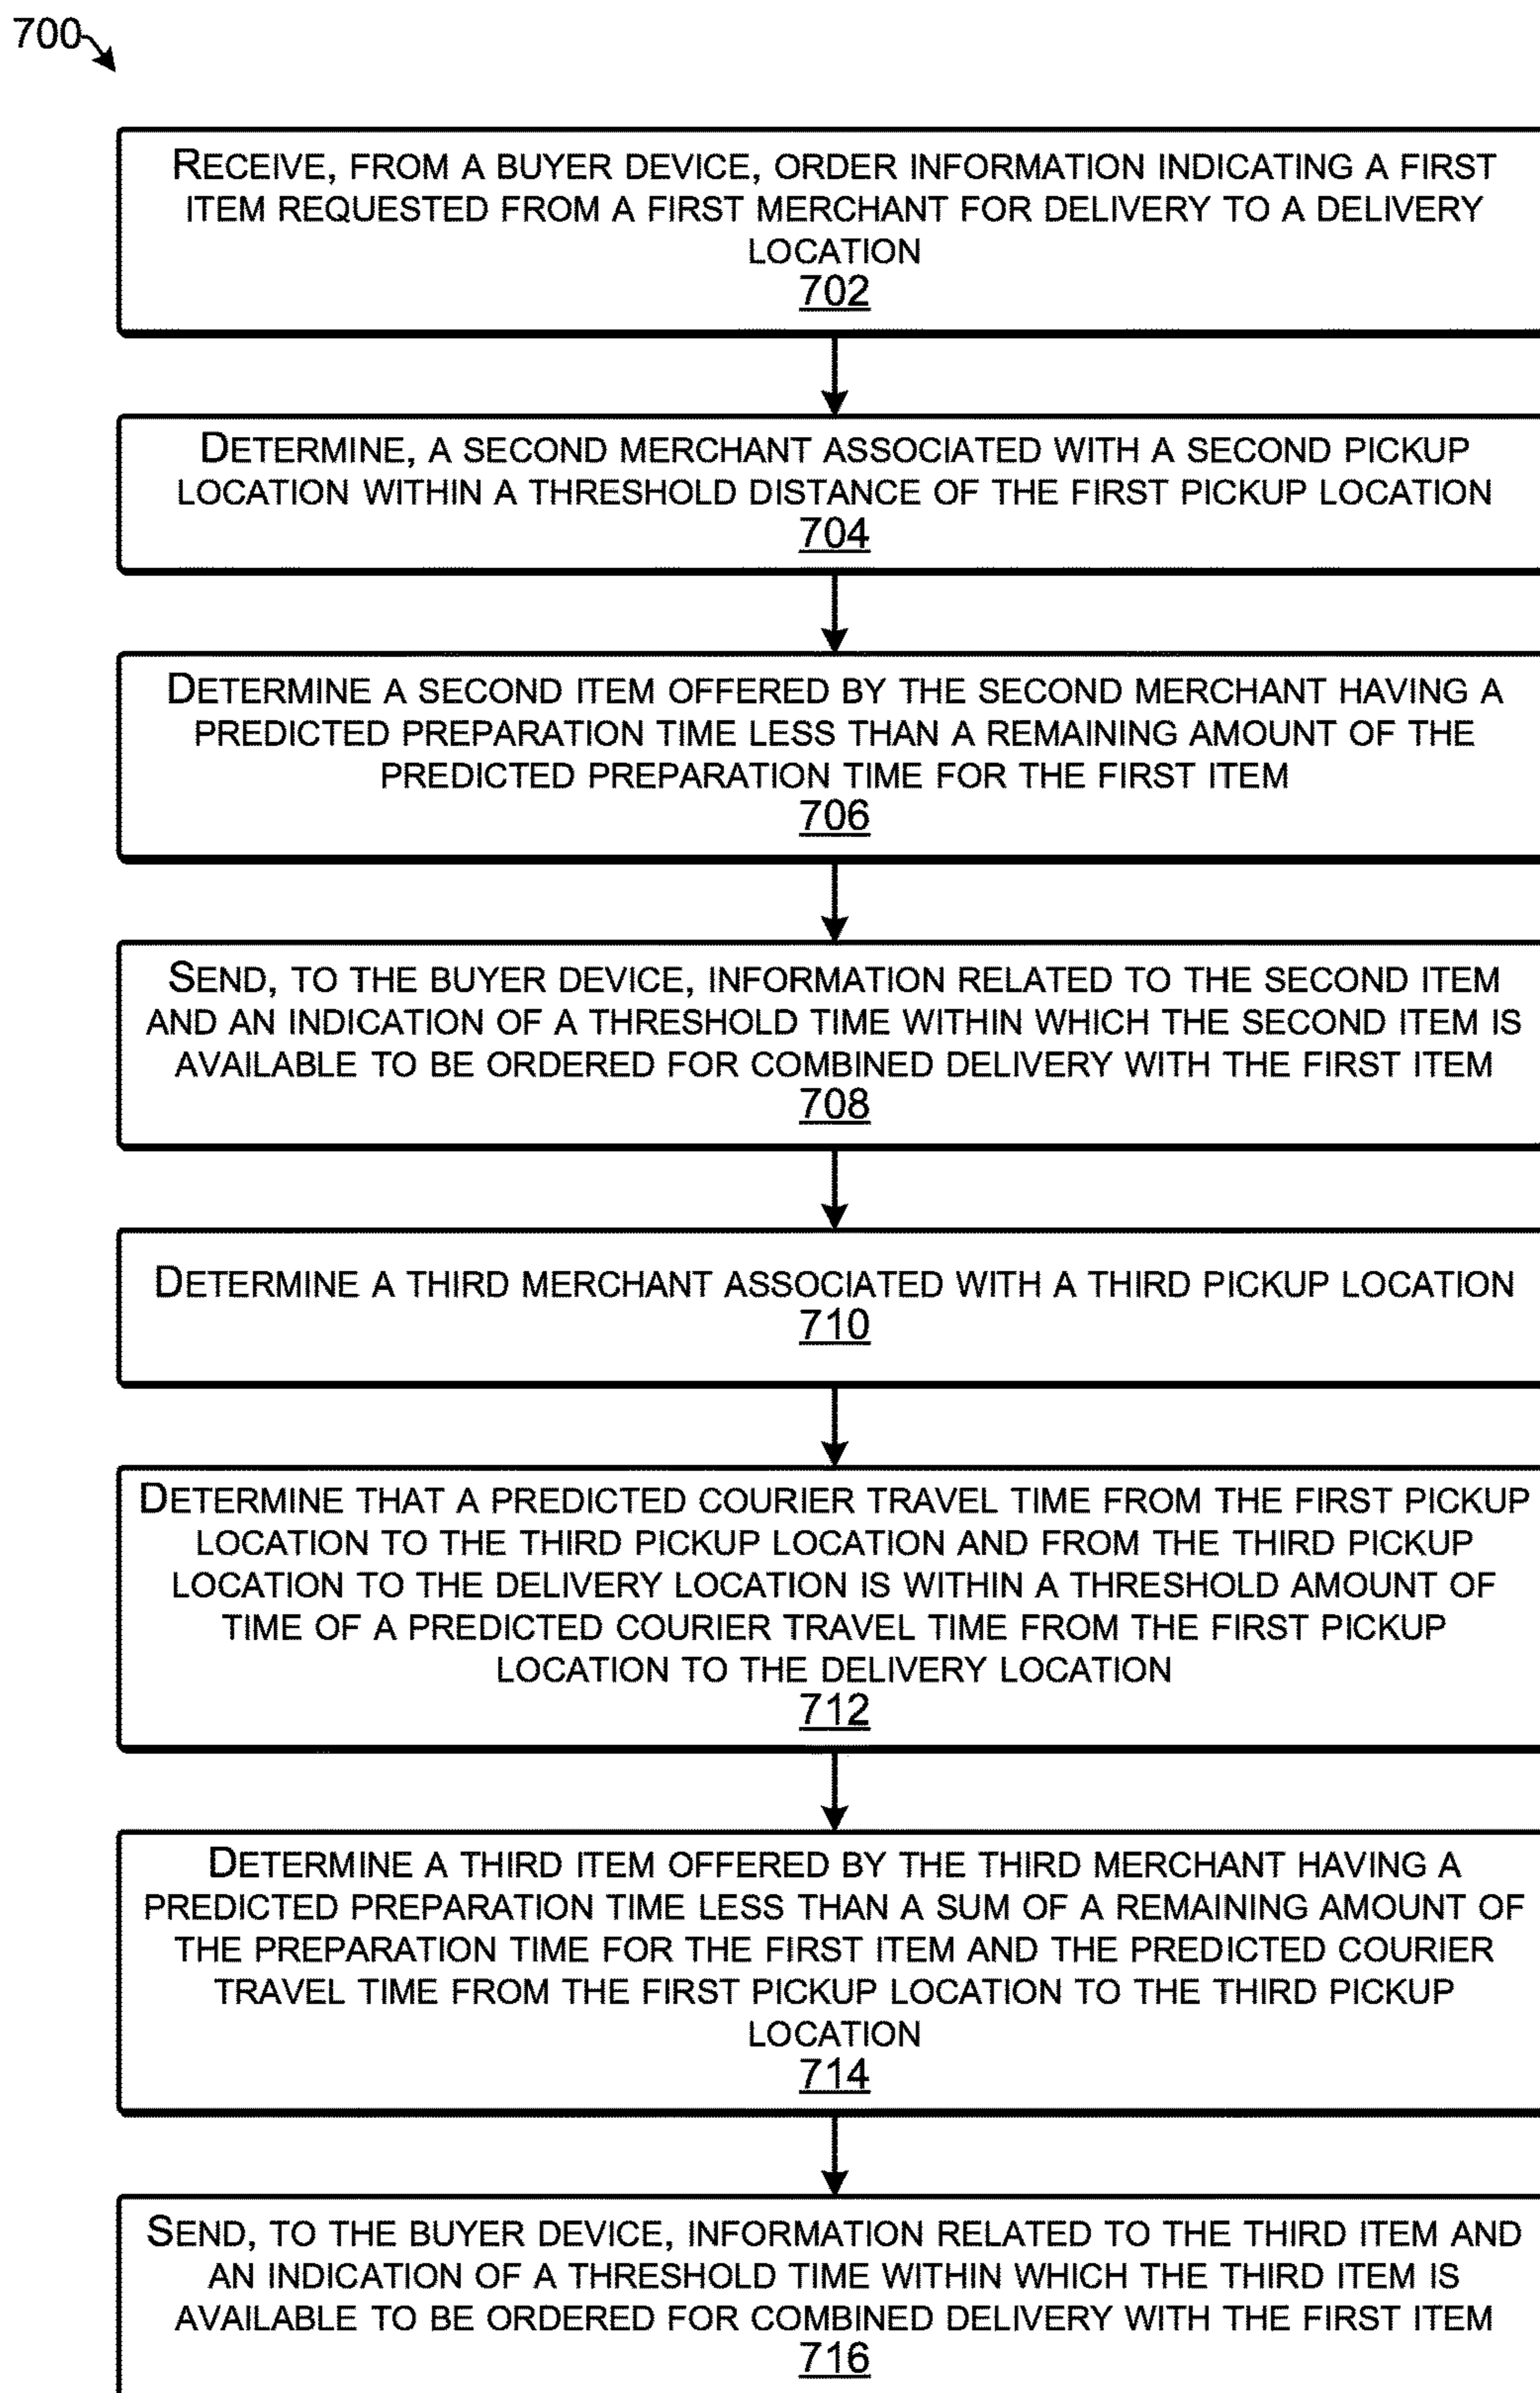 700
RECEIVE, FROM A BUYER DEVICE, ORDER INFORMATION INDICATING A FIRST
ITEM REQUESTED FROM A FIRST MERCHANT FOR DELIVERY TO A DELIVERY
LOCATION
702
DETERMINE, A SECOND MERCHANT ASSOCIATED WITH A SECOND PICKUP
LOCATION WITHIN A THRESHOLD DISTANCE OF THE FIRST PICKUP LOCATION
704
DETERMINE A SECOND ITEM OFFERED BY THE SECOND MERCHANT HAVING A
PREDICTED PREPARATION TIME LESS THAN A REMAINING AMOUNT OF THE
PREDICTED PREPARATION TIME FOR THE FIRST ITEM
706
SEND, TO THE BUYER DEVICE, INFORMATION RELATED TO THE SECOND ITEM
AND AN INDICATION OF A THRESHOLD TIME WITHIN WHICH THE SECOND ITEM IS
AVAILABLE TO BE ORDERED FOR COMBINED DELIVERY WITH THE FIRST ITEM
708
DETERMINE A THIRD MERCHANT ASSOCIATED WITH A THIRD PICKUP LOCATION
710
DETERMINE THAT A PREDICTED COURIER TRAVEL TIME FROM THE FIRST PICKUP
LOCATION TO THE THIRD PICKUP LOCATION AND FROM THE THIRD PICKUP
LOCATION TO THE DELIVERY LOCATION IS WITHIN A THRESHOLD AMOUNT OF
TIME OF A PREDICTED COURIER TRAVEL TIME FROM THE FIRST PICKUP
LOCATION TO THE DELIVERY LOCATION
712
DETERMINE A THIRD ITEM OFFERED BY THE THIRD MERCHANT HAVING A
PREDICTED PREPARATION TIME LESS THAN A SUM OF A REMAINING AMOUNT OF
THE PREPARATION TIME FOR THE FIRST ITEM AND THE PREDICTED COURIER
TRAVEL TIME FROM THE FIRST PICKUP LOCATION TO THE THIRD PICKUP
LOCATION
714
SEND, TO THE BUYER DEVICE, INFORMATION RELATED TO THE THIRD ITEM AND
AN INDICATION OF A THRESHOLD TIME WITHIN WHICH THE THIRD ITEM IS
AVAILABLE TO BE ORDERED FOR COMBINED DELIVERY WITH THE FIRST ITEM
716